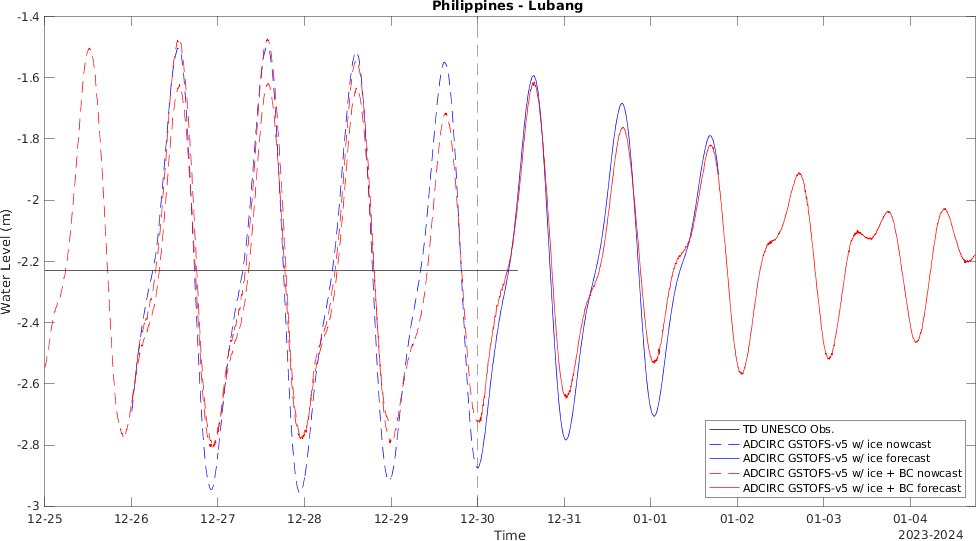 Philippines - Lubang
-1.4
-1.6
-1.8
-2
-2.2
-2.4
-2.6
-2.8
-3
Water Level (m)
12-25
12-26
12-27
12-28
12-29
12-30
12-31
01-01
01-02
01-03
01-04
Time
2023-2024
TD UNESCO Obs.
ADCIRC GSTOFS-v5 w/ ice nowcast
ADCIRC GSTOFS-v5 w/ ice forecast
ADCIRC GSTOFS-v5 w/ ice + BC nowcast
ADCIRC GSTOFS-v5 w/ ice + BC forecast